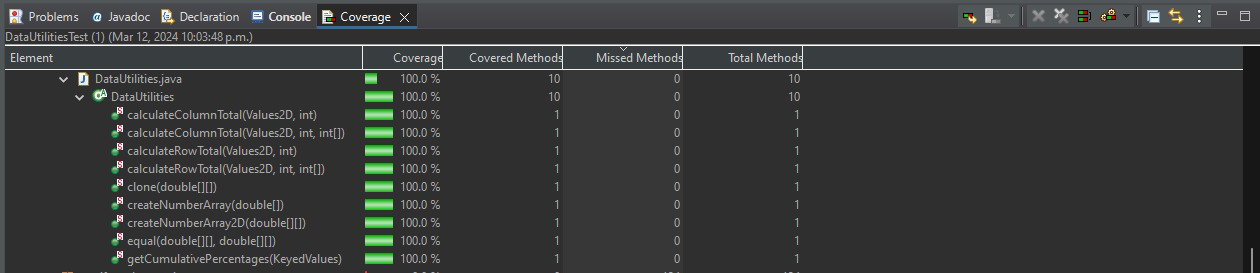 Problems Javadoc Declaration Console Coverage
DataUtilitiesTest (1) (Mar 12, 2024 10:03:48 p.m.)
Element Coverage Covered Methods Missed Methods Total Methods
DataUtilities.java 100.0 % 10 0 10
DataUtilities 100.0 % 10 0 10
calculateColumnTotal(Values2D, int) 100.0 % 1 0 1
calculateColumnTotal(Values2D, int, int[]) 100.0 % 1 0 1
calculateRowTotal(Values2D, int) 100.0 % 1 0 1
calculateRowTotal(Values2D, int, int[]) 100.0 % 1 0 1
clone(double[][]) 100.0 % 1 0 1
createNumberArray(double[]) 100.0 % 1 0 1
createNumberArray2D(double[][]) 100.0 % 1 0 1
equal(double[][], double[][]) 100.0 % 1 0 1
getCumulativePercentages(KeyedValues) 100.0 % 1 0 1